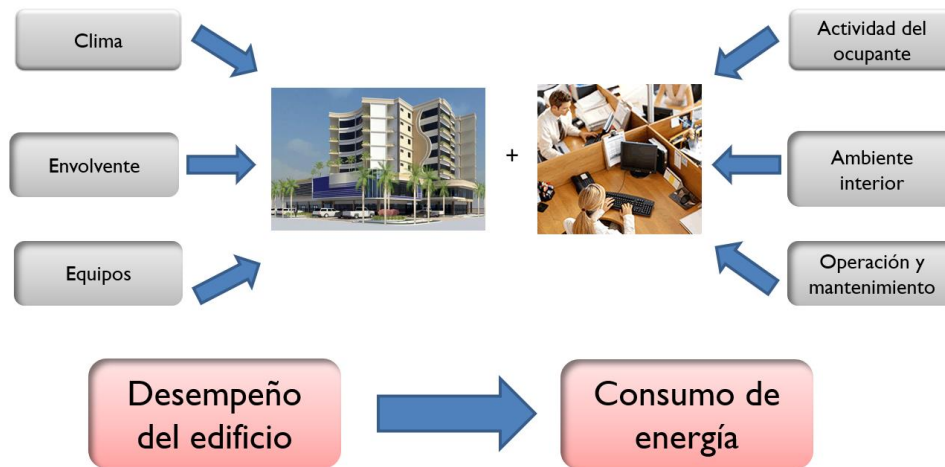 Clima
Envolvente
Equipos
+
Actividad del
ocupante
Ambiente
interior
Operación y
mantenimiento
Desempeño
del edificio
Consumo de
energía